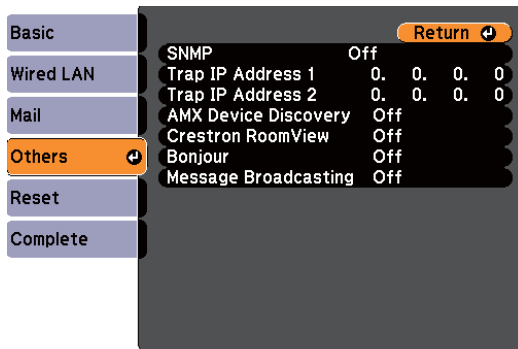 Basic
Wired LAN
Mail
Others
Reset
Complete
Return
SNMP Off
Trap IP Address 1 0. 0. 0. 0
Trap IP Address 2 0. 0. 0. 0
AMX Device Discovery Off
Crestron RoomView Off
Bonjour Off
Message Broadcasting Off